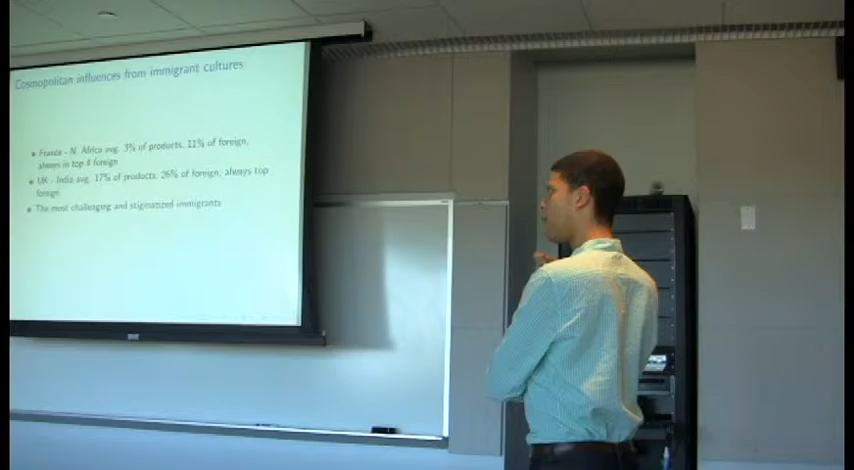 Cosmopolitan influences from immigrant cultures
France - N. Africa avg. 3% of products, 11% of foreign,
always in top 4 foreign
UK - India avg. 17% of products, 26% of foreign, always top
foreign
The most challenging and stigmatized immigrants